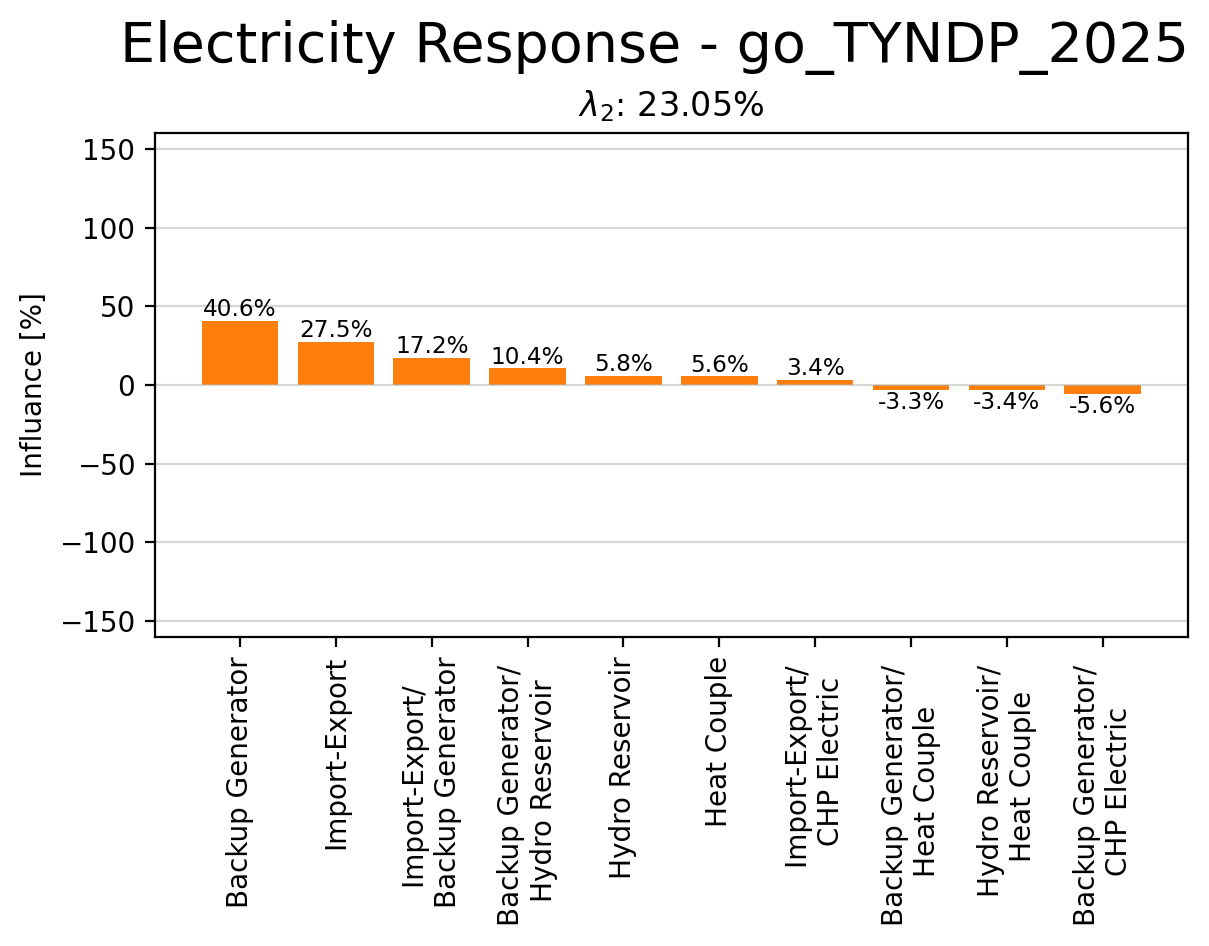 Electricity Response - go_TYNDP_2025
λ₂: 23.05%
Influance [%]
150
100
50
0
−50
−100
−150
40.6%
27.5%
17.2%
10.4%
5.8%
5.6%
3.4%
-3.3%
-3.4%
-5.6%
Backup Generator
Import-Export
Import-Export/
Backup Generator
Backup Generator/
Hydro Reservoir
Hydro Reservoir
Heat Couple
Import-Export/
CHP Electric
Backup Generator/
Heat Couple
Hydro Reservoir/
Heat Couple
Backup Generator/
CHP Electric